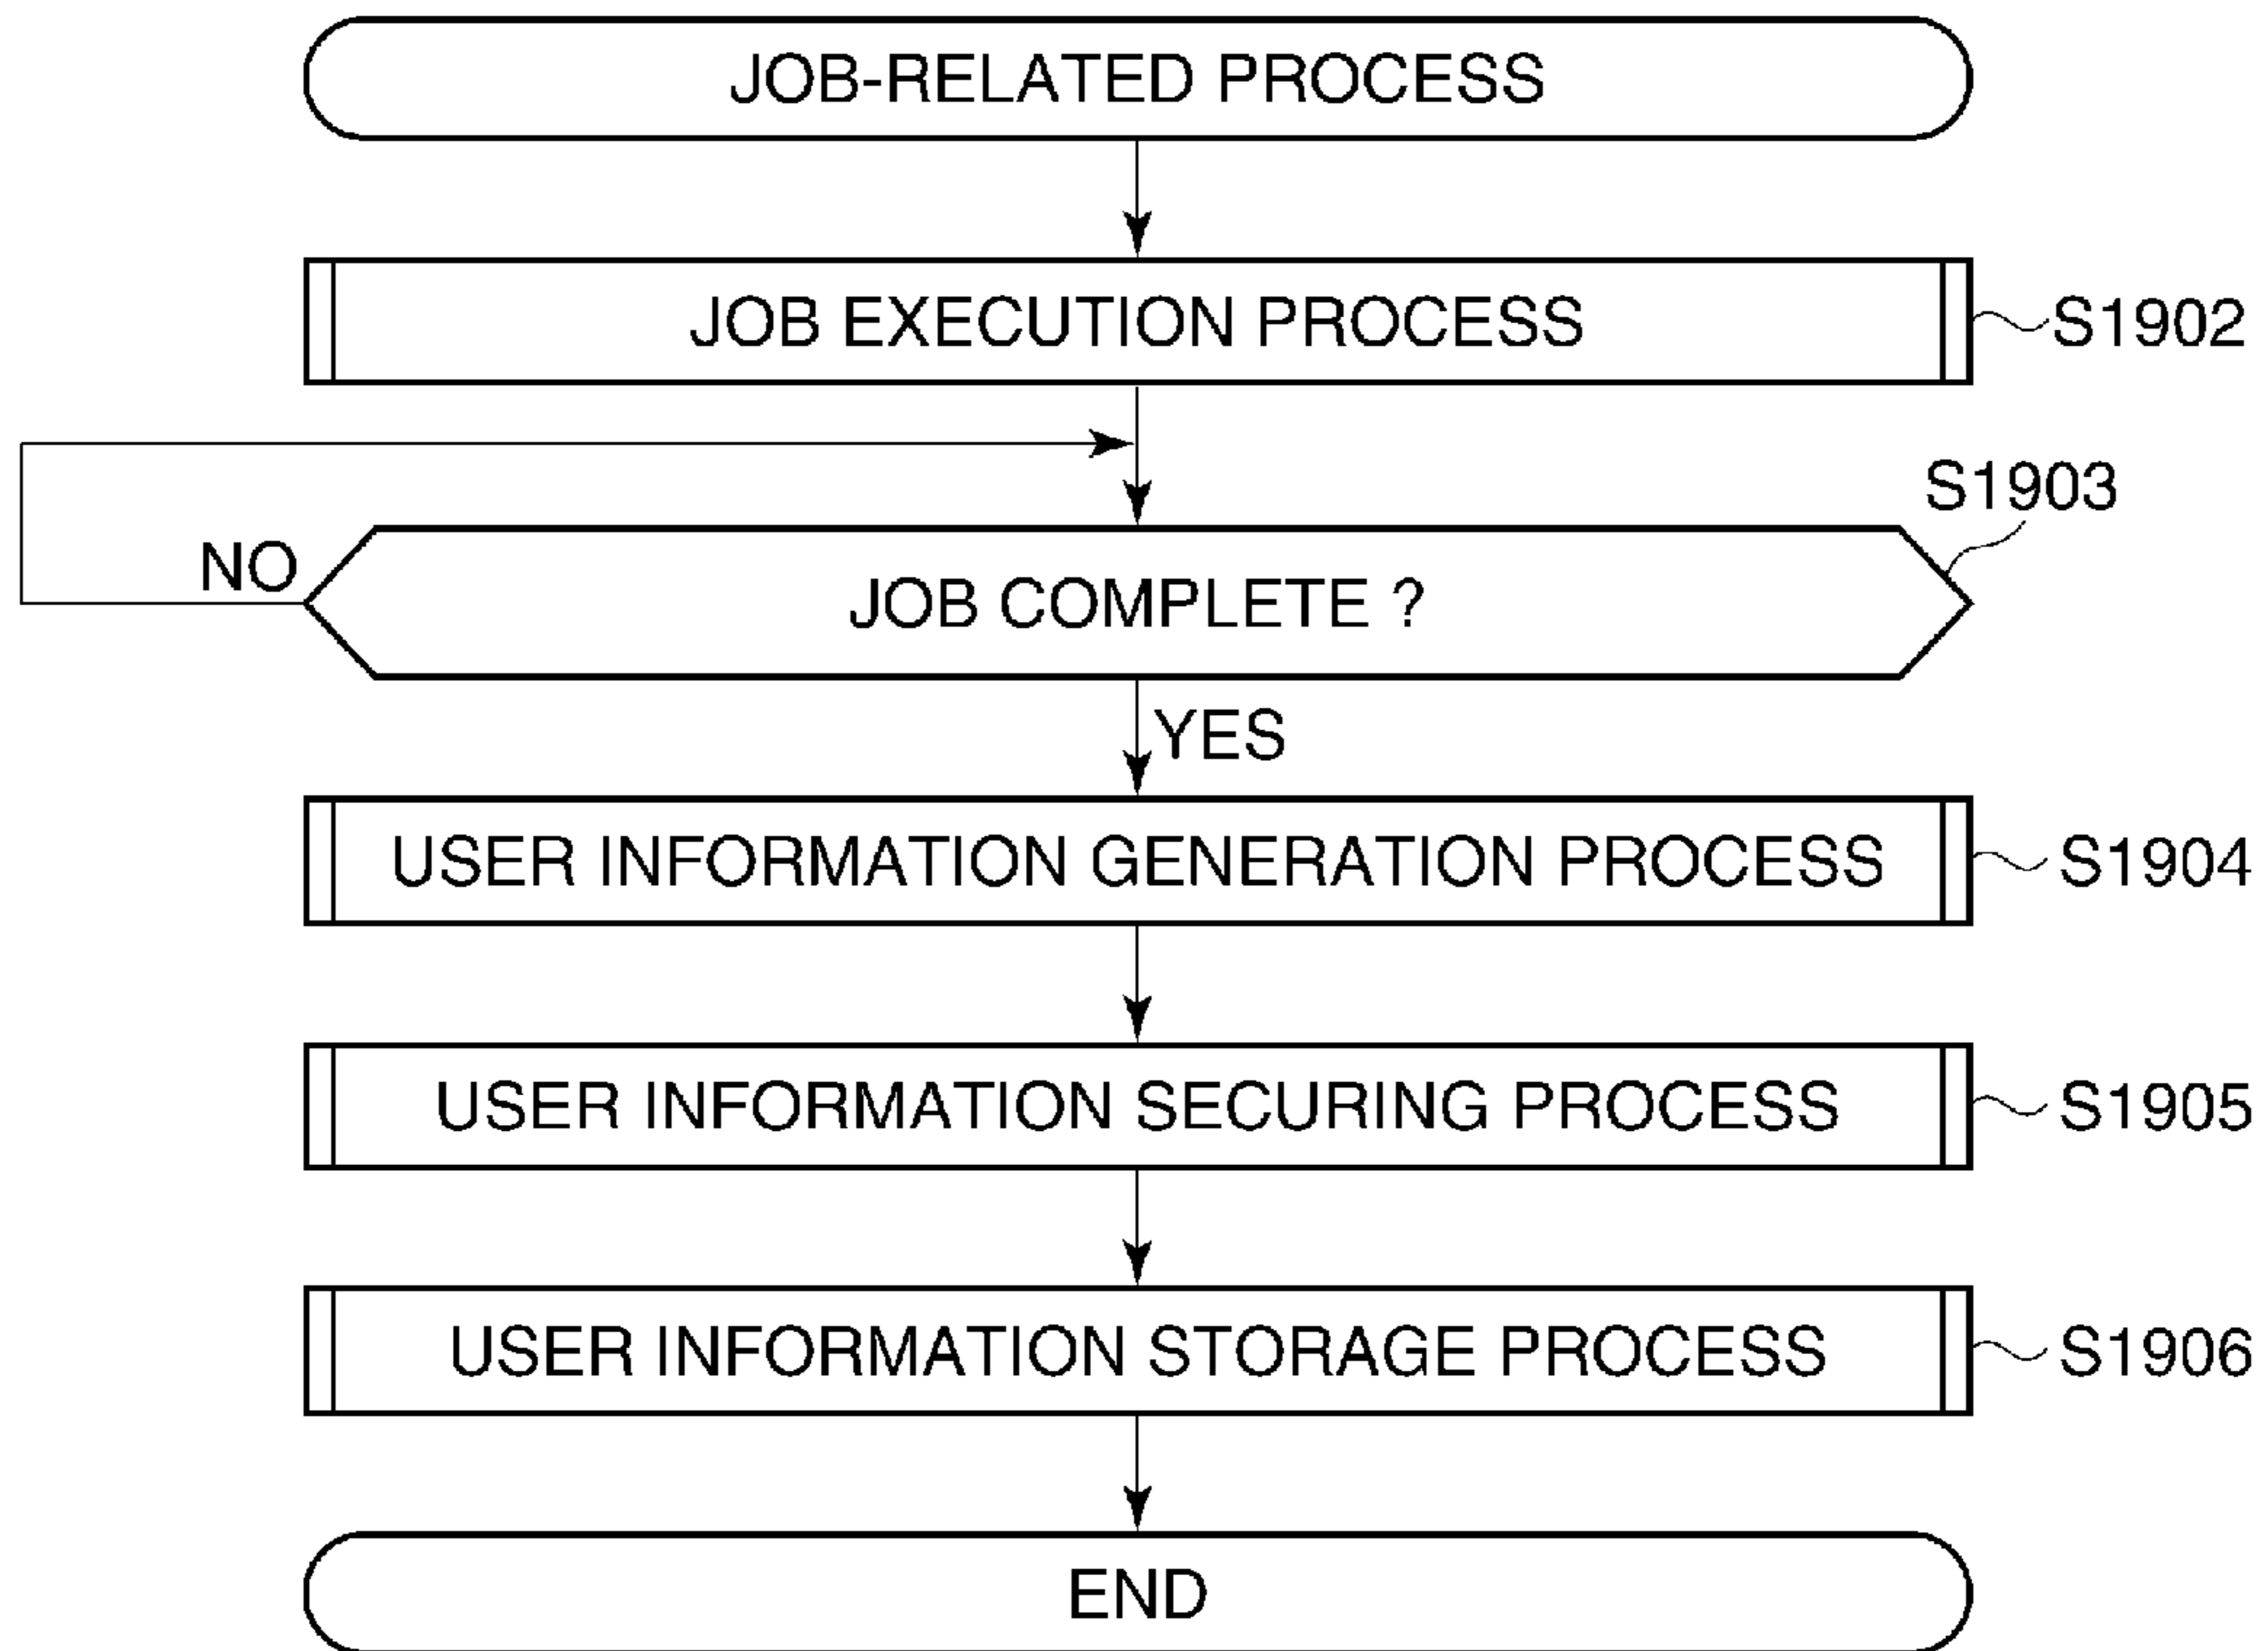 JOB-RELATED PROCESS
JOB EXECUTION PROCESS
S1902
S1903
NO
JOB COMPLETE ?
YES
USER INFORMATION GENERATION PROCESS
S1904
USER INFORMATION SECURING PROCESS
S1905
USER INFORMATION STORAGE PROCESS
S1906
END